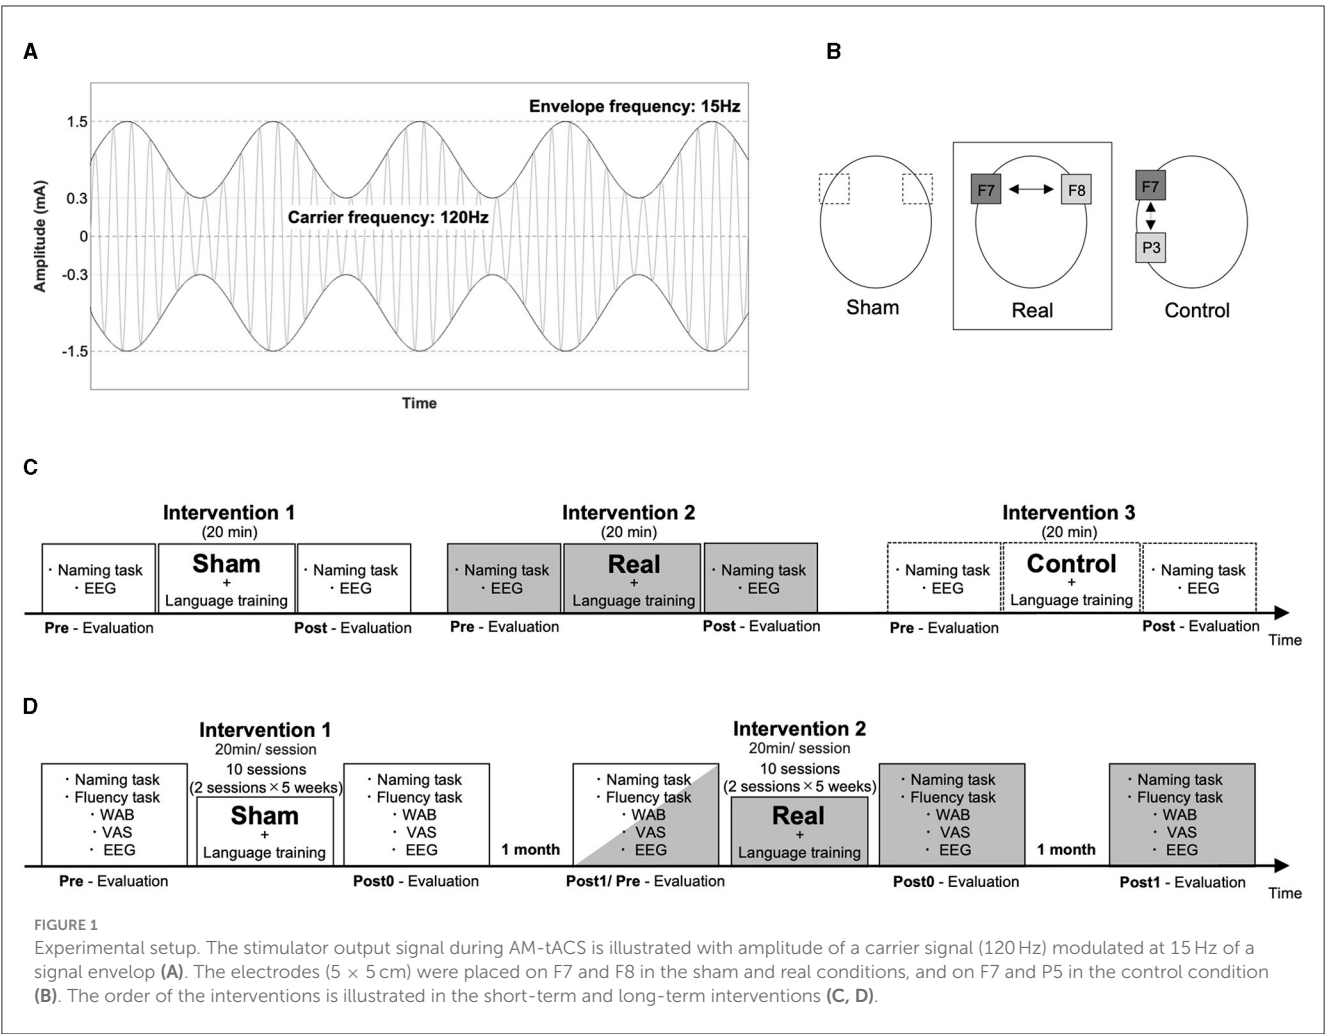 A
Envelope frequency: 15Hz
1.5
0.3
Carrier frequency: 120Hz
0
-0.3
-1.5
Amplitude (mA)
Time
B
F7
F8
F7
P3
Sham
Real
Control
C
Intervention 1
(20 min)
・ Naming task
・ EEG
Sham
+
Language training
・ Naming task
・ EEG
Pre - Evaluation
Post - Evaluation
Intervention 2
(20 min)
・ Naming task
・ EEG
Real
+
Language training
・ Naming task
・ EEG
Pre - Evaluation
Post - Evaluation
Intervention 3
(20 min)
・ Naming task
・ EEG
Control
+
Language training
・ Naming task
・ EEG
Pre - Evaluation
Post - Evaluation
Time
D
Intervention 1
20min/ session
10 sessions
(2 sessions×5 weeks)
・ Naming task
・ Fluency task
・ WAB
・ VAS
・ EEG
Sham
+
Language training
・ Naming task
・ Fluency task
・ WAB
・ VAS
・ EEG
Pre - Evaluation
Post0 - Evaluation
1 month
・ Naming task
・ Fluency task
・ WAB
・ VAS
・ EEG
Post1/ Pre - Evaluation
Intervention 2
20min/ session
10 sessions
(2 sessions×5 weeks)
Real
+
Language training
・ Naming task
・ Fluency task
・ WAB
・ VAS
・ EEG
Post0 - Evaluation
1 month
・ Naming task
・ Fluency task
・ WAB
・ VAS
・ EEG
Post1 - Evaluation
Time
FIGURE 1
Experimental setup. The stimulator output signal during AM-tACS is illustrated with amplitude of a carrier signal (120 Hz) modulated at 15 Hz of a
signal envelop (A). The electrodes (5 × 5 cm) were placed on F7 and F8 in the sham and real conditions, and on F7 and P5 in the control condition
(B). The order of the interventions is illustrated in the short-term and long-term interventions (C, D).